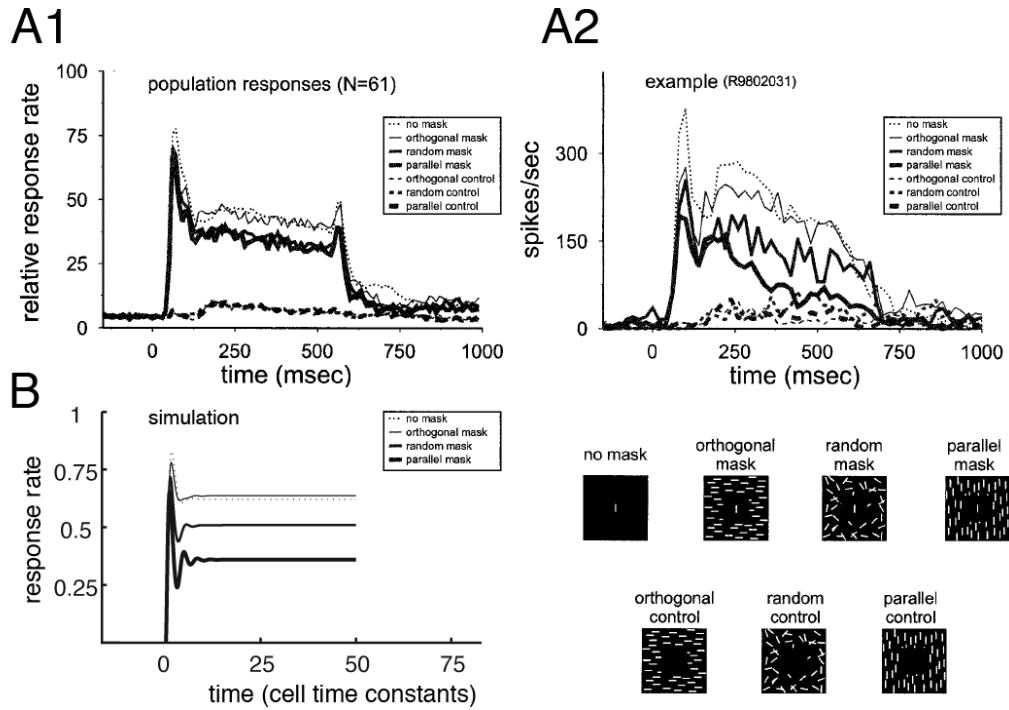 A1
A2
100
75
50
25
0
relative response rate
population responses (N=61)
no mask
orthogonal mask
random mask
parallel mask
orthogonal control
random control
parallel control
0
250
500
750
1000
time (msec)
300
150
0
spikes/sec
example (R9802031)
no mask
orthogonal mask
random mask
parallel mask
orthogonal control
random control
parallel control
0
250
500
750
1000
time (msec)
B
1
0.75
0.5
0.25
response rate
simulation
no mask
orthogonal mask
random mask
parallel mask
0
25
50
75
time (cell time constants)
no mask
orthogonal
mask
random
mask
parallel
mask
orthogonal
control
random
control
parallel
control